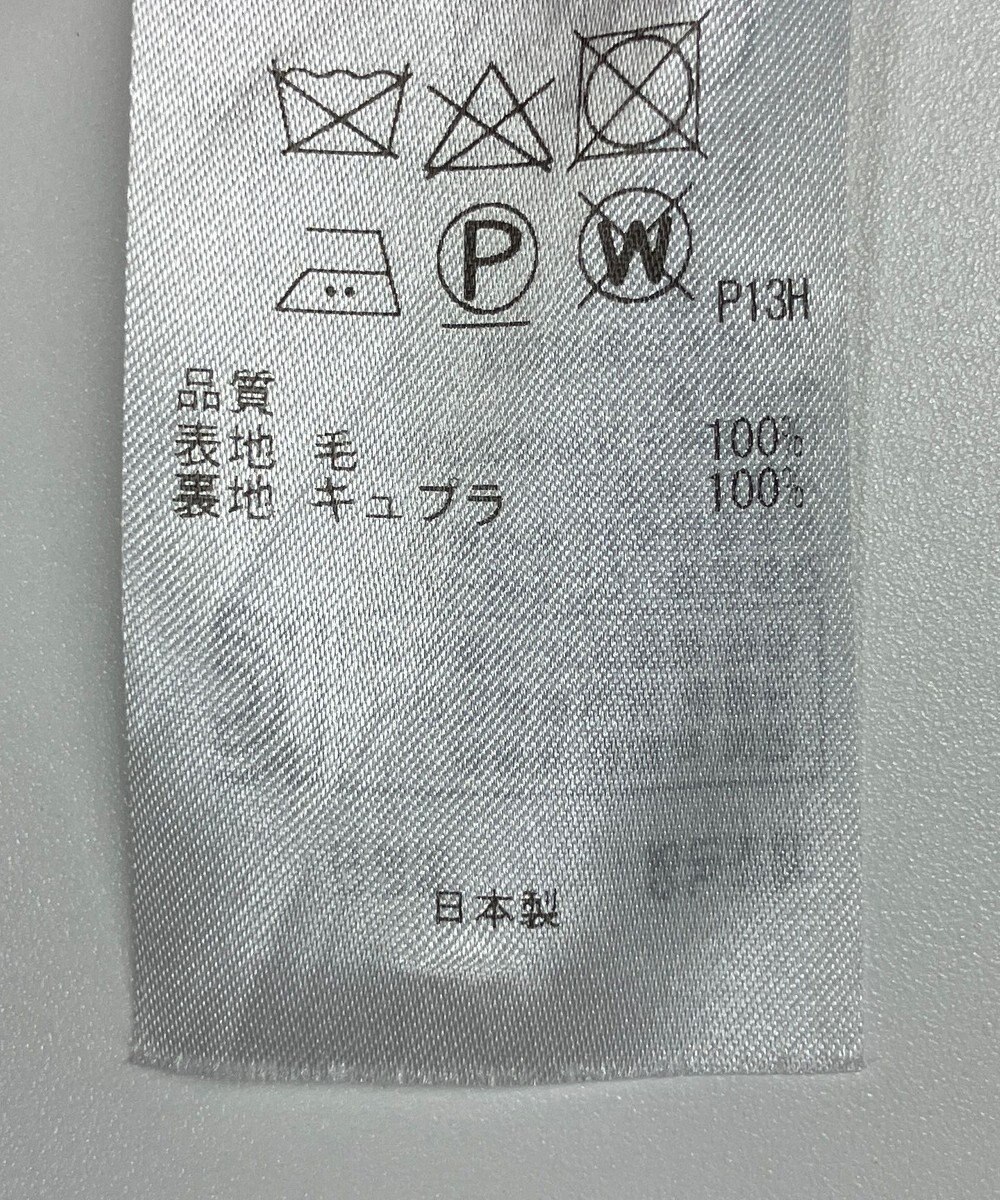 P W P13H
品質
表地 毛 100%
裏地 キュプラ 100%
日本製